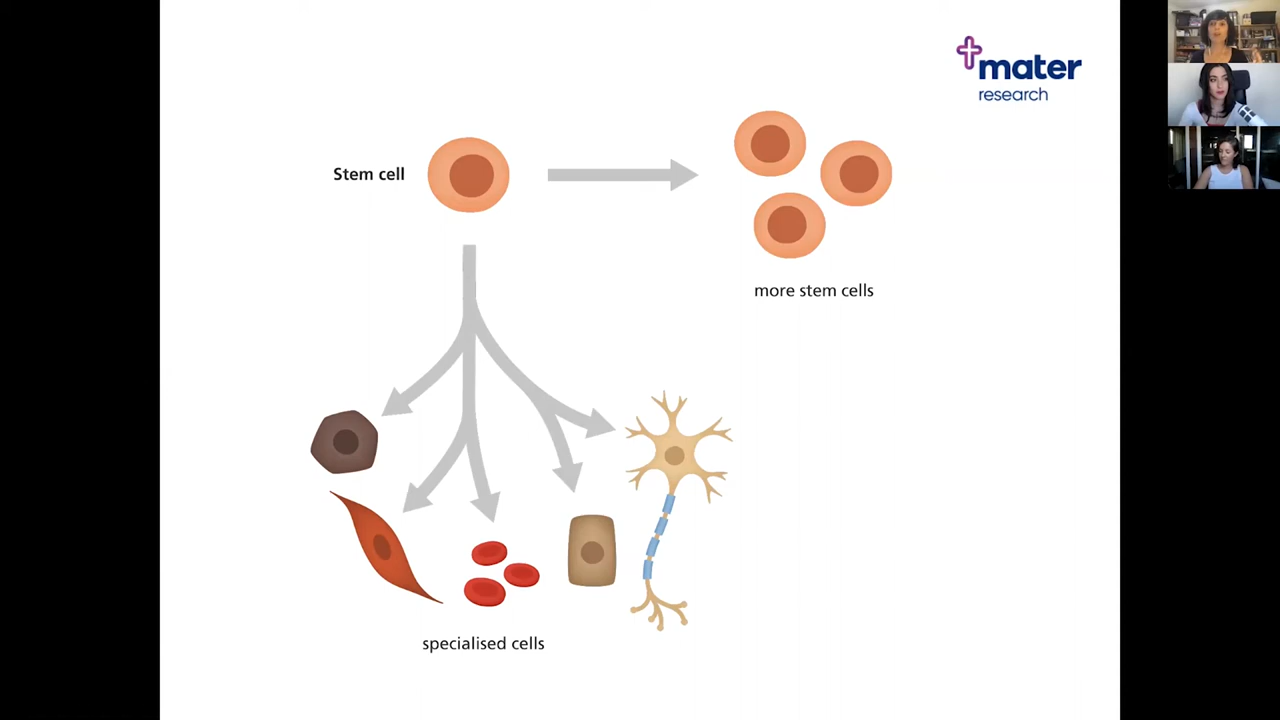 mater
research
Stem cell
more stem cells
specialised cells